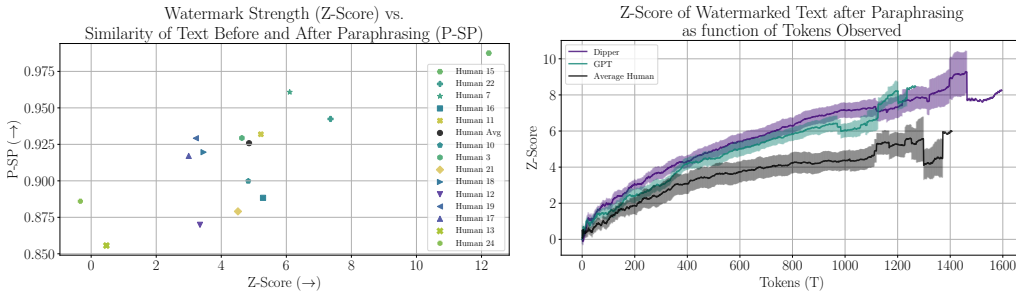 Watermark Strength (Z-Score) vs.
Similarity of Text Before and After Paraphrasing (P-SP)
P-SP (→)
0.975
0.950
0.925
0.900
0.875
0.850
0
2
4
6
8
10
12
Z-Score (→)
Human 15
Human 22
Human 7
Human 16
Human 11
Human Avg
Human 10
Human 3
Human 21
Human 18
Human 12
Human 19
Human 17
Human 13
Human 24
Z-Score of Watermarked Text after Paraphrasing
as function of Tokens Observed
Z-Score
10
8
6
4
2
0
0
200
400
600
800
1000
1200
1400
1600
Tokens (T)
Dipper
GPT
Average Human